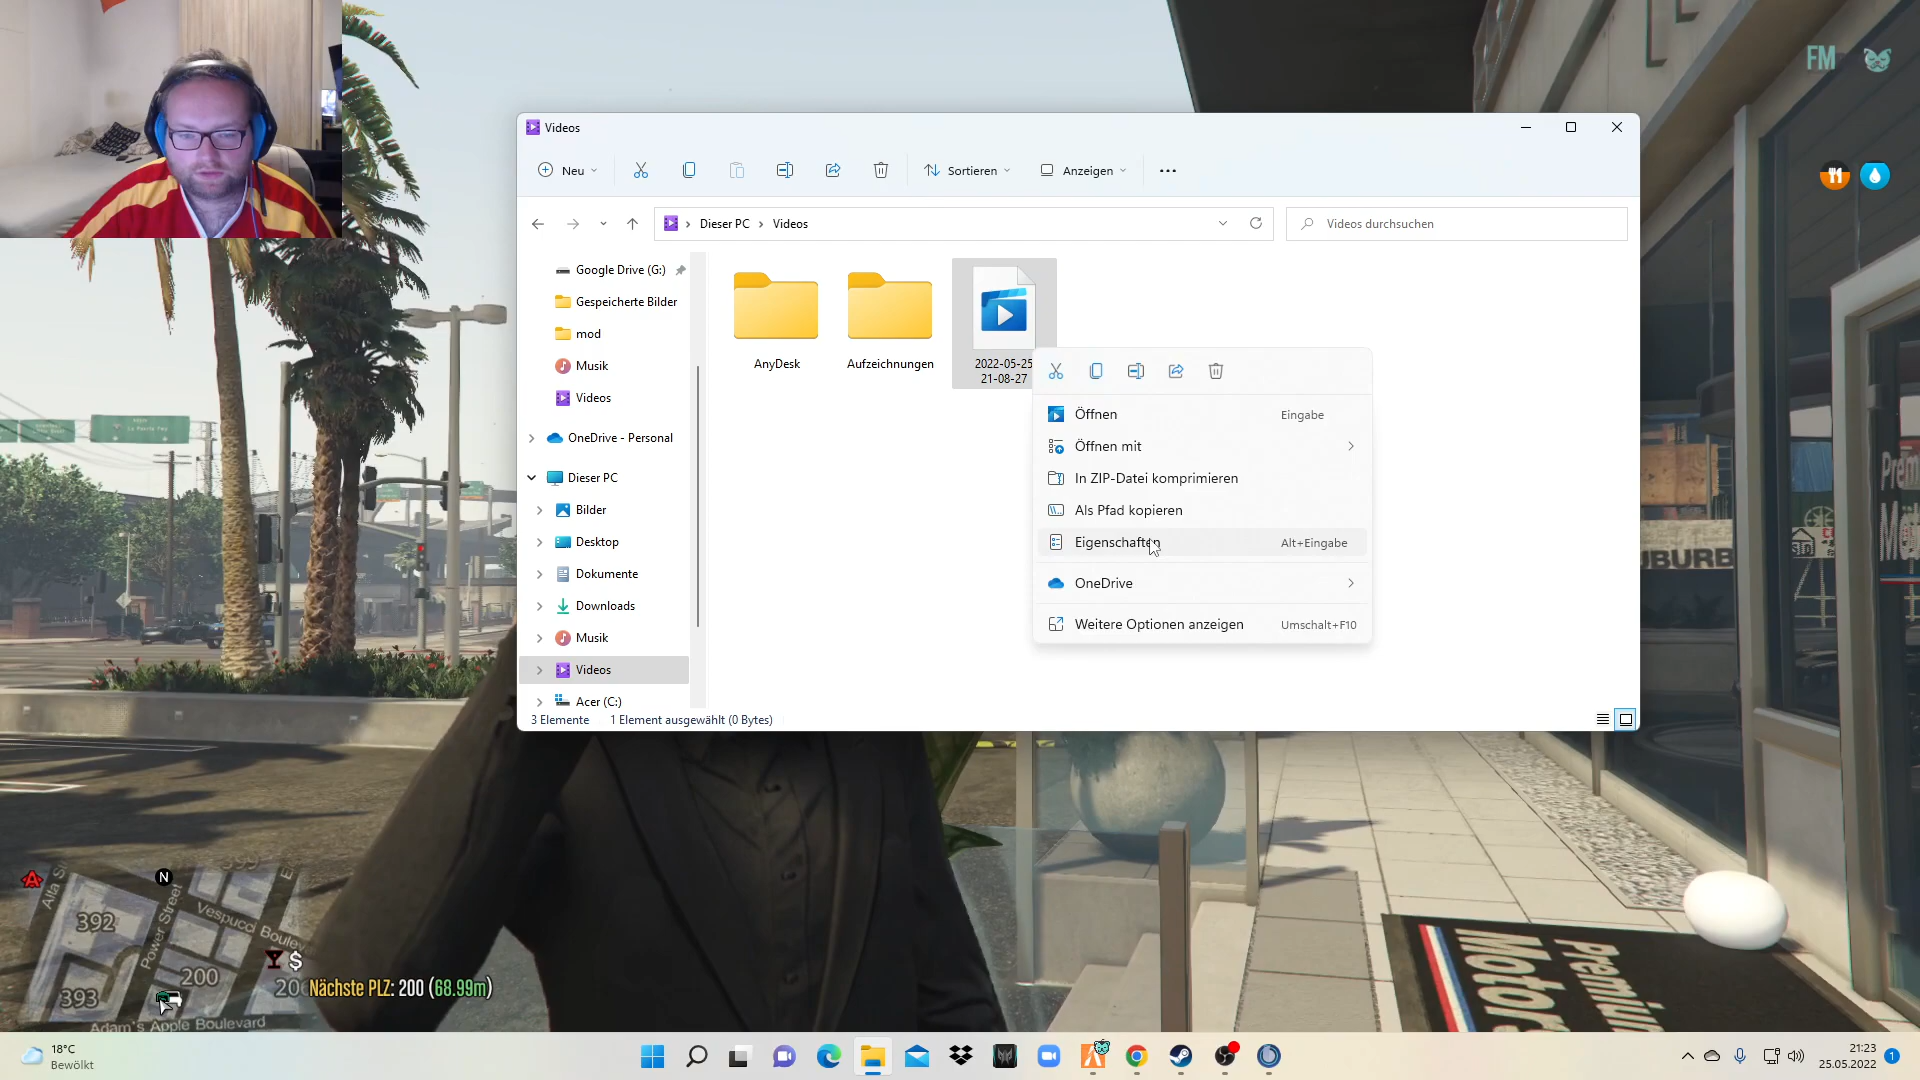 FM
Videos
Neu
Sortieren
Anzeigen
Dieser PC
Videos
Videos durchsuchen
Google Drive (G:)
Gespeicherte Bilder
mod
Musik
Videos
OneDrive - Personal
Dieser PC
Bilder
Desktop
Dokumente
Downloads
Musik
Videos
Acer (C:)
AnyDesk
Aufzeichnungen
2022-05-25
21-08-27
Öffnen Eingabe
Öffnen mit
In ZIP-Datei komprimieren
Als Pfad kopieren
Eigenschaften Alt+Eingabe
OneDrive
Weitere Optionen anzeigen Umschalt+F10
3 Elemente 1 Element ausgewählt (0 Bytes)
N
392
Power Street
Vespucci Boulev
200
393
Adam's Apple Boulevard
Nächste PLZ: 200 (68.99m)
Premium
Motors
BURB
18°C
Bewölkt
21:23
25.05.2022
1